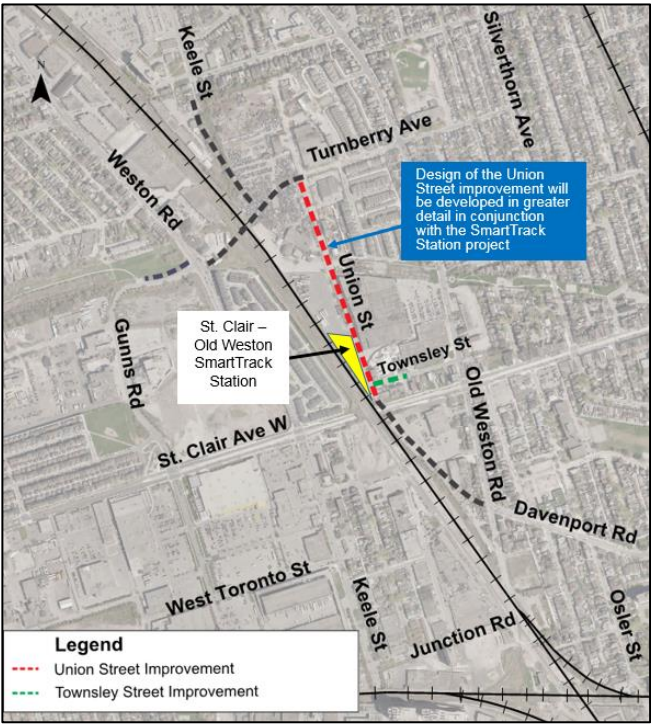 Keele St
Silverthorn Ave
N
Turnberry Ave
Weston Rd
Design of the Union
Street improvement will
be developed in greater
detail in conjunction
with the SmartTrack
Station project
Union St
St. Clair –
Old Weston
SmartTrack
Station
Gunns Rd
Townsley St
Old Weston Rd
St. Clair Ave W
Davenport Rd
West Toronto St
Keele St
Junction Rd
Osler St
Legend
Union Street Improvement
Townsley Street Improvement